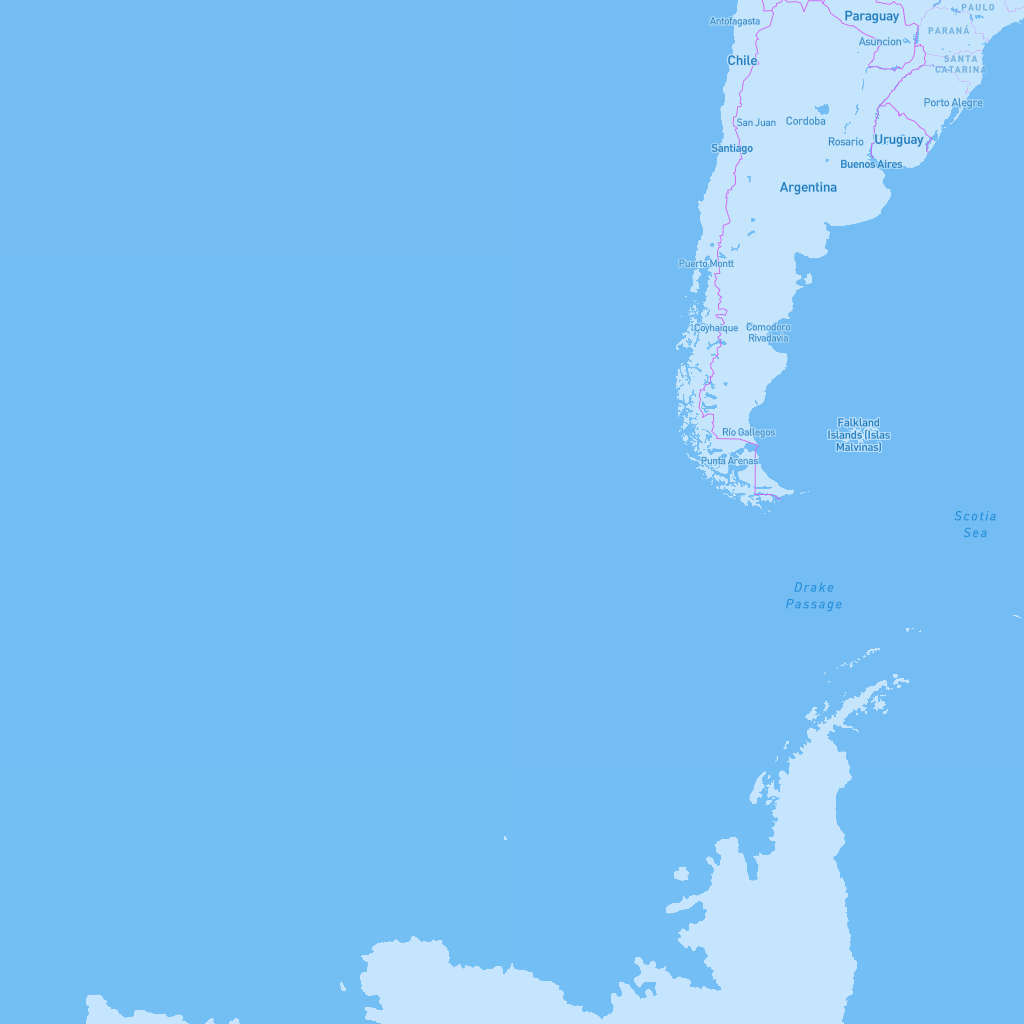 PAULO
Antofagasta
Paraguay
PARANÁ
Asuncion
Chile
SANTA
CATARINA
Porto Alegre
San Juan
Cordoba
Rosario
Uruguay
Santiago
Buenos Aires
Argentina
Puerto Montt
Coyhaique
Comodoro
Rivadavia
Río Gallegos
Falkland
Islands (Islas
Malvinas)
Punta Arenas
Scotia
Sea
Drake
Passage